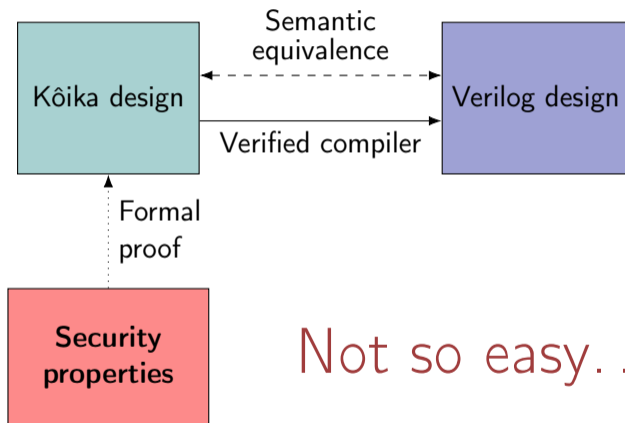 Semantic
equivalence
Kôika design
Verilog design
Verified compiler
Formal
proof
Security
properties
Not so easy. .